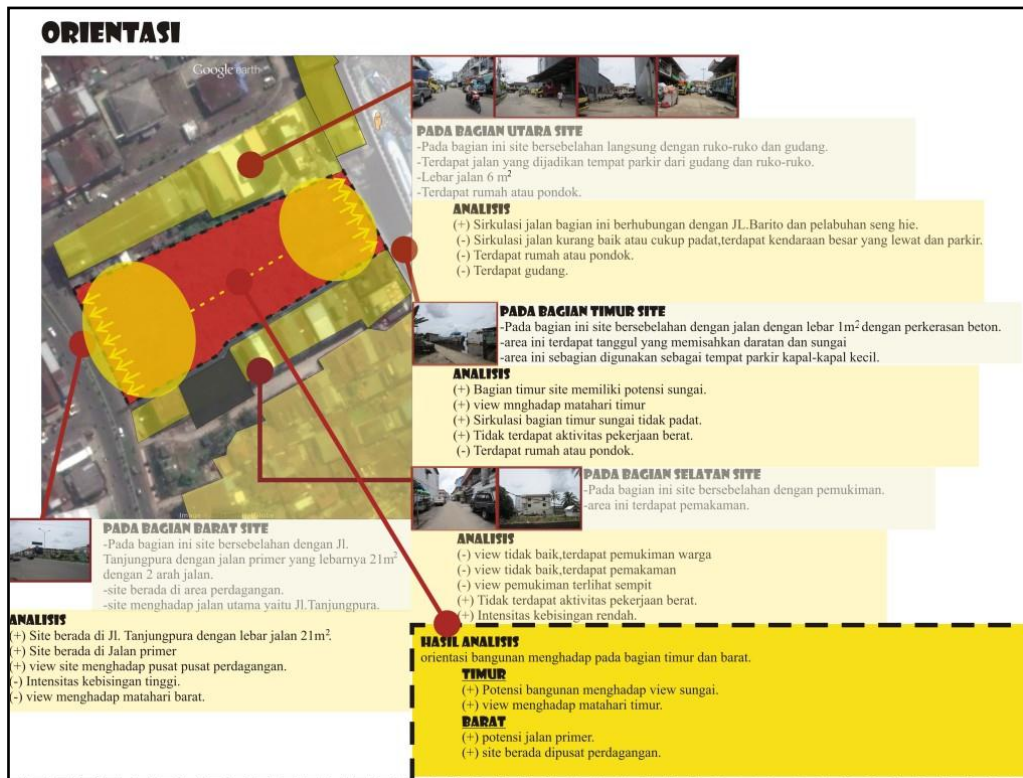 ORIENTASI
Google earth
PADA BAGIAN UTARA SITE
-Pada bagian ini site bersebelahan langsung dengan ruko-ruko dan gudang.
-Terdapat jalan yang dijadikan tempat parkir dari gudang dan ruko-ruko.
-Lebar jalan 6 m²
-Terdapat rumah atau pondok.
ANALISIS
(+) Sirkulasi jalan bagian ini berhubungan dengan JL.Barito dan pelabuhan seng hie.
(-) Sirkulasi jalan kurang baik atau cukup padat,terdapat kendaraan besar yang lewat dan parkir.
(-) Terdapat rumah atau pondok.
(-) Terdapat gudang.
PADA BAGIAN TIMUR SITE
-Pada bagian ini site bersebelahan dengan jalan dengan lebar 1m² dengan perkerasan beton.
-area ini terdapat tanggul yang memisahkan daratan dan sungai
-area ini sebagian digunakan sebagai tempat parkir kapal-kapal kecil.
ANALISIS
(+) Bagian timur site memiliki potensi sungai.
(+) view mnghadap matahari timur
(+) Sirkulasi bagian timur sungai tidak padat.
(+) Tidak terdapat aktivitas pekerjaan berat.
(-) Terdapat rumah atau pondok.
PADA BAGIAN SELATAN SITE
-Pada bagian ini site bersebelahan dengan pemukiman.
-area ini terdapat pemakaman.
ANALISIS
(-) view tidak baik,terdapat pemukiman warga
(-) view tidak baik,terdapat pemakaman
(-) view pemukiman terlihat sempit
(+) Tidak terdapat aktivitas pekerjaan berat.
(+) Intensitas kebisingan rendah.
PADA BAGIAN BARAT SITE
-Pada bagian ini site bersebelahan dengan Jl.
Tanjungpura dengan jalan primer yang lebarnya 21m²
dengan 2 arah jalan.
-site berada di area perdagangan.
-site menghadap jalan utama yaitu Jl.Tanjungpura.
ANALISIS
(+) Site berada di Jl. Tanjungpura dengan lebar jalan 21m².
(+) Site berada di Jalan primer
(+) view site menghadap pusat pusat perdagangan.
(-) Intensitas kebisingan tinggi.
(-) view menghadap matahari barat.
HASIL ANALISIS
orientasi bangunan menghadap pada bagian timur dan barat.
TIMUR
(+) Potensi bangunan menghadap view sungai.
(+) view menghadap matahari timur.
BARAT
(+) potensi jalan primer.
(+) site berada dipusat perdagangan.